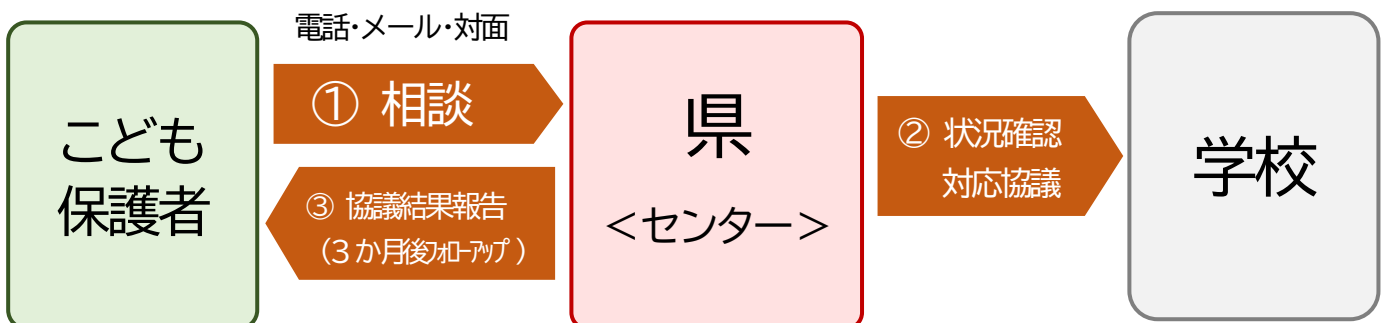 電話・メール・対面
こども
保護者
① 相談
③ 協議結果報告
（3か月後ﾌｫﾛｰｱｯﾌﾟ）
県
＜センター＞
② 状況確認
対応協議
学校